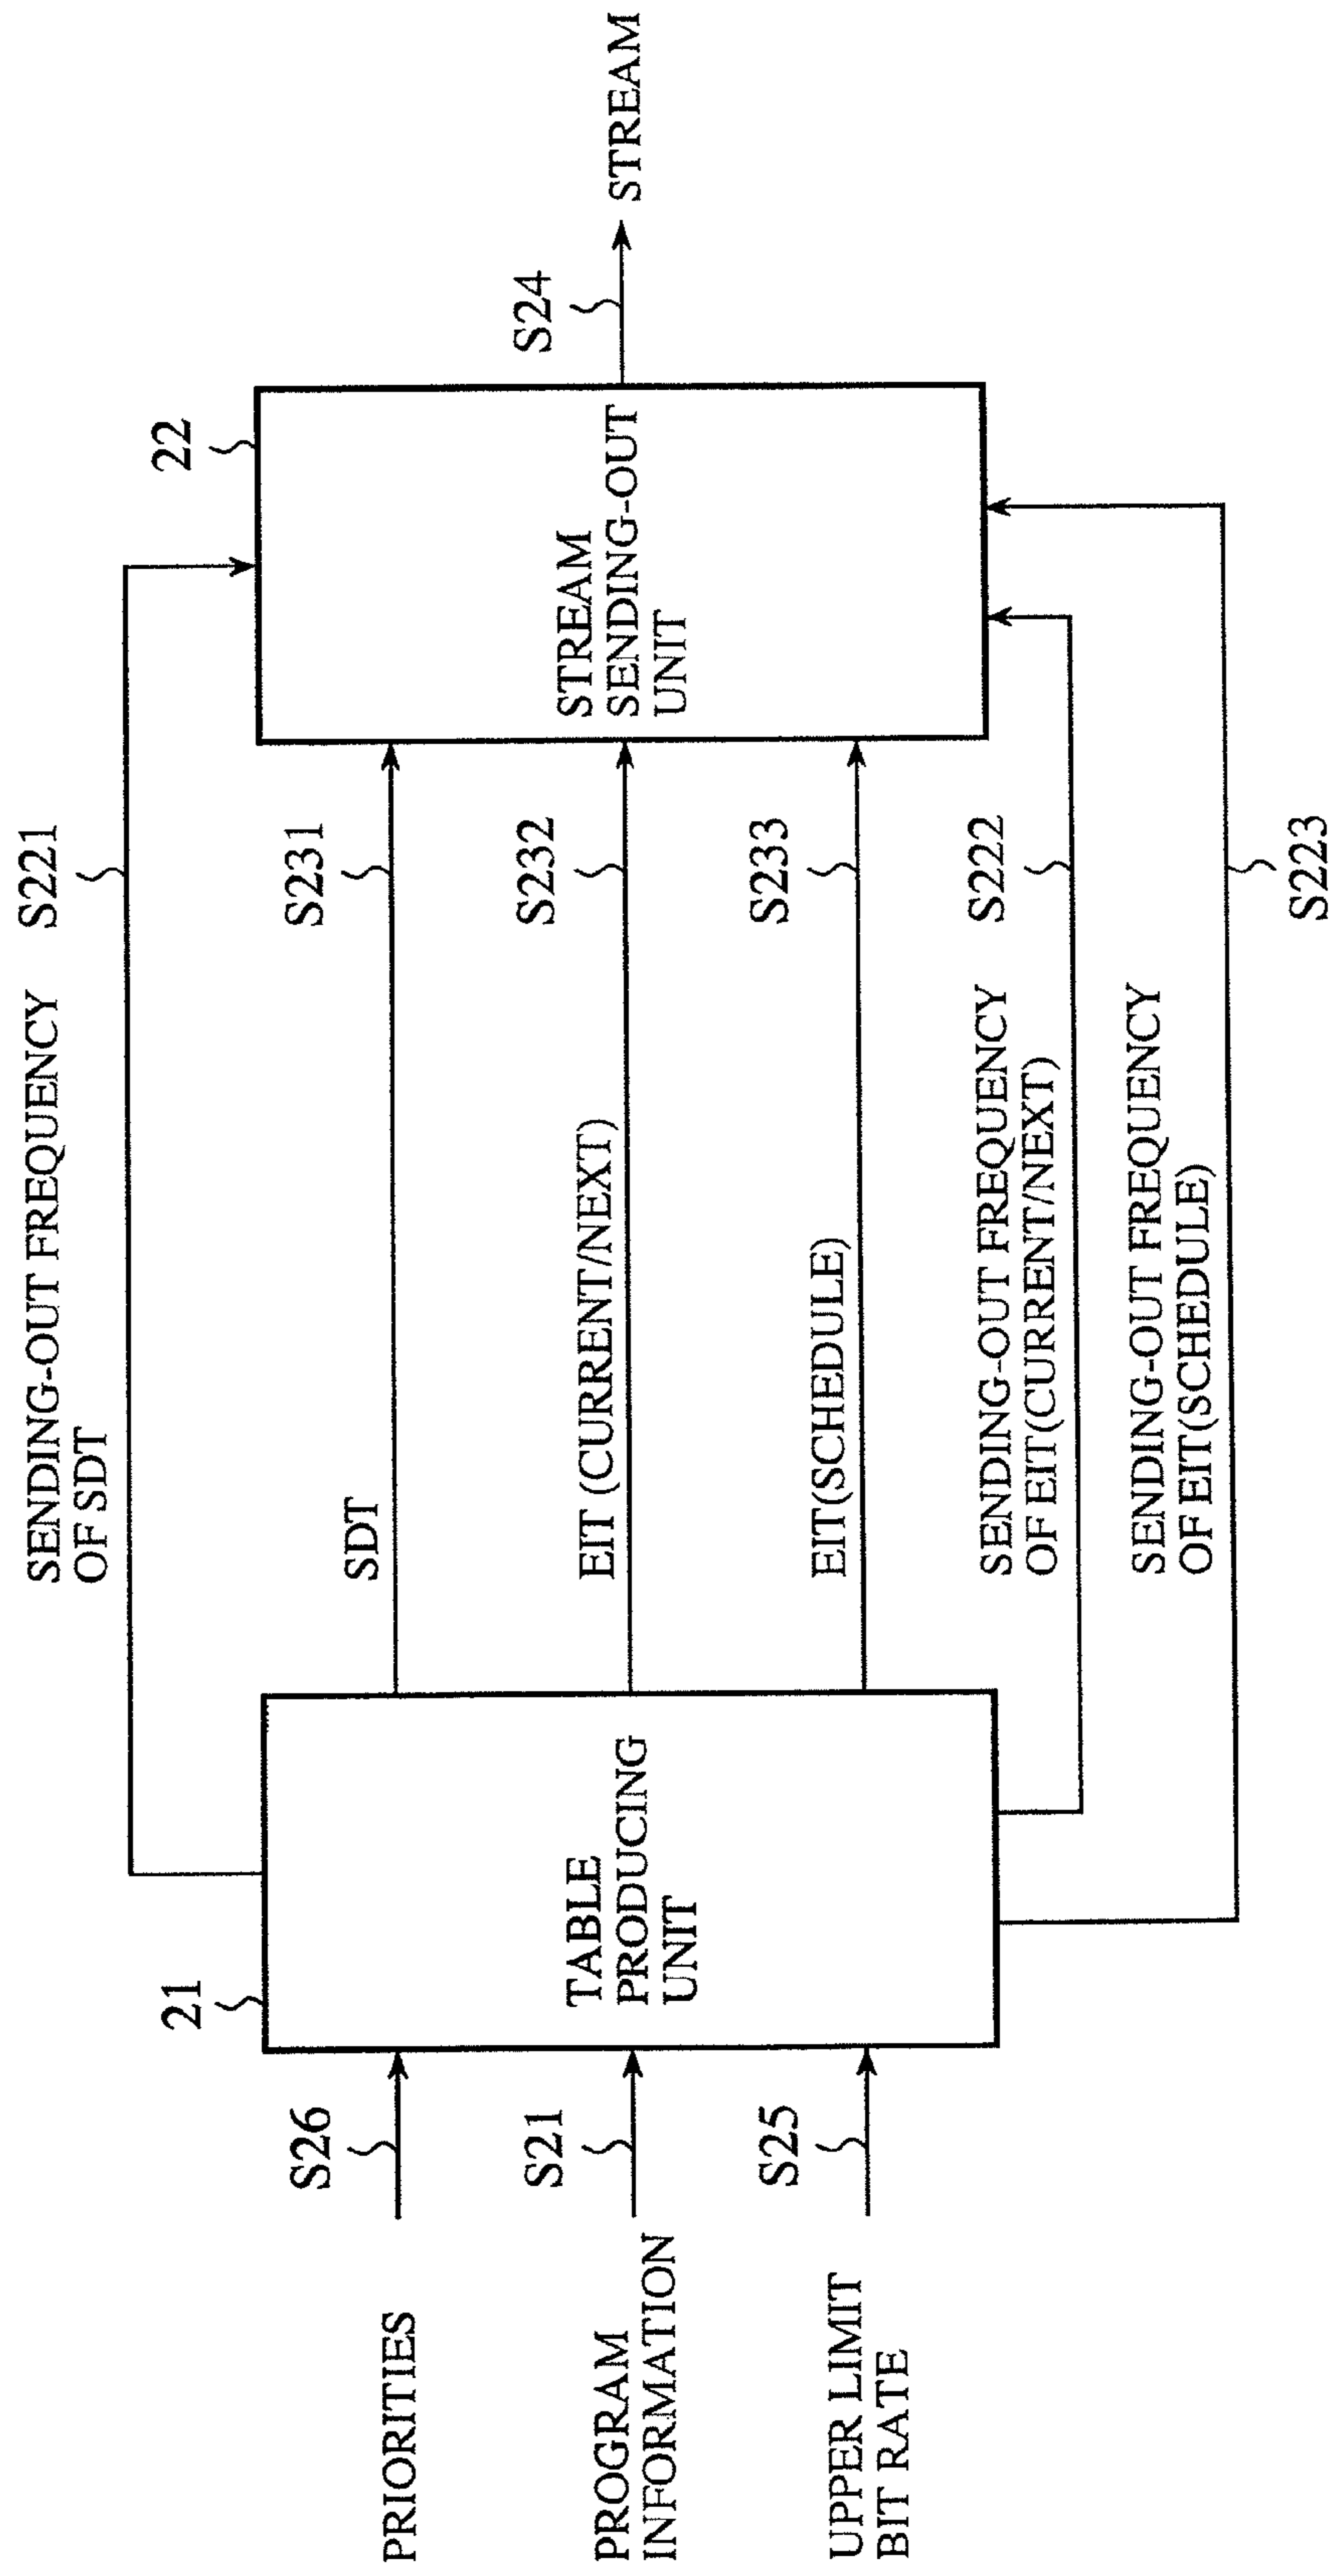 SENDING-OUT FREQUENCY
OF SDT
S221
22
21
S26
PRIORITIES
S21
PROGRAM
INFORMATION
S25
UPPER LIMIT
BIT RATE
TABLE
PRODUCING
UNIT
SDT
S231
EIT (CURRENT/NEXT)
S232
EIT(SCHEDULE)
S233
STREAM
SENDING-OUT
UNIT
S24
STREAM
SENDING-OUT FREQUENCY
OF EIT(CURRENT/NEXT)
S222
SENDING-OUT FREQUENCY
OF EIT(SCHEDULE)
S223